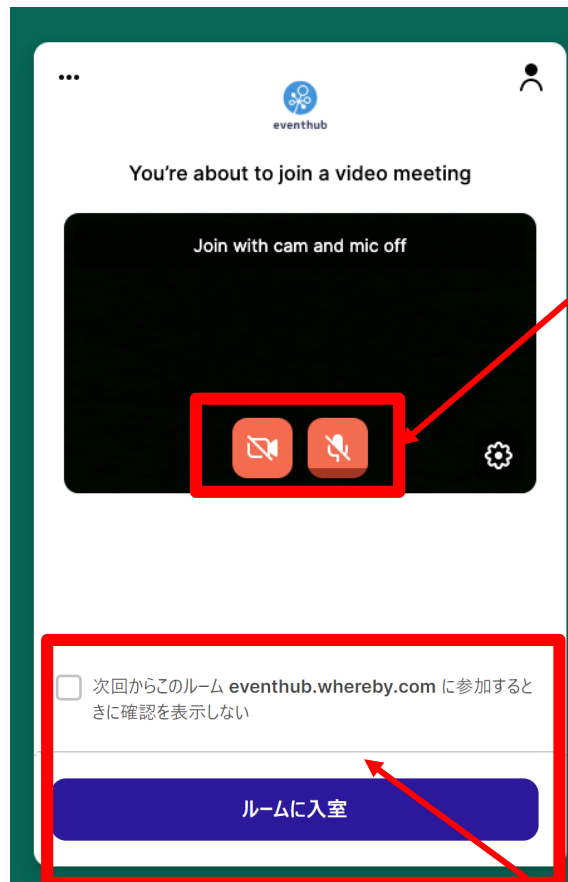 eventhub
You're about to join a video meeting
Join with cam and mic off
次回からこのルーム eventhub.whereby.com に参加すると
きに確認を表示しない
ルームに入室